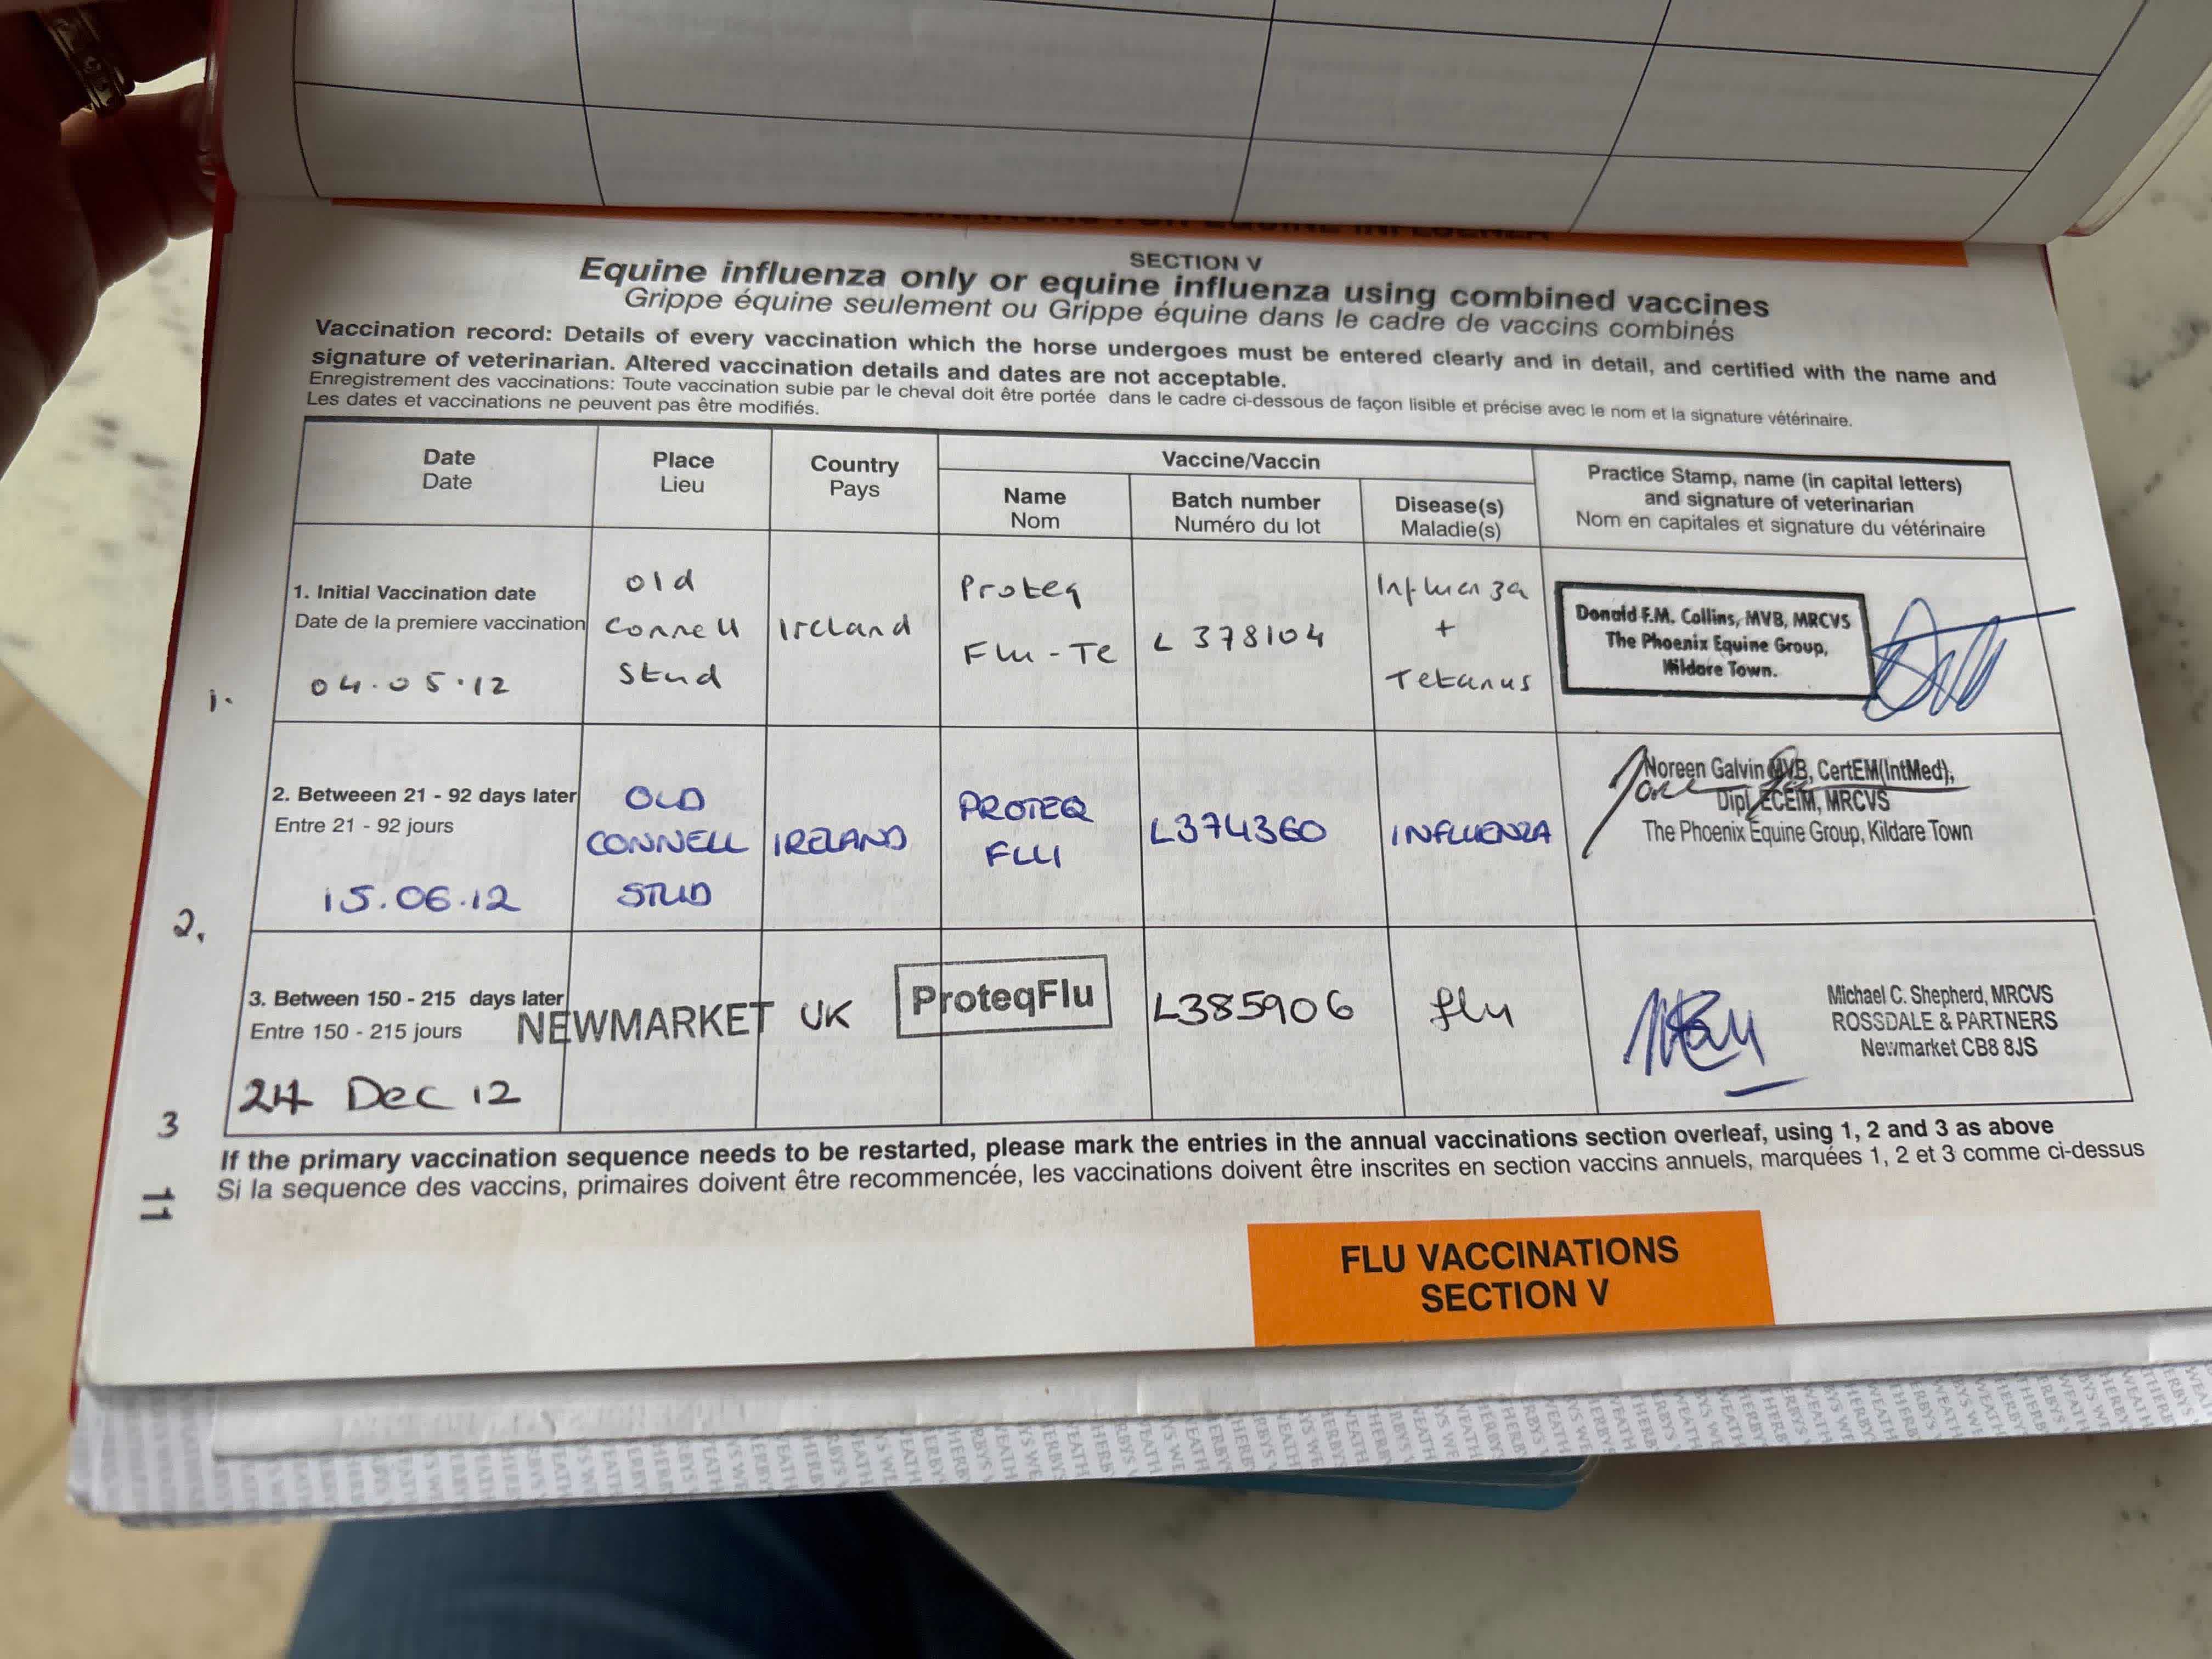 SECTION V
Equine influenza only or equine influenza using combined vaccines
Grippe équine seulement ou Grippe équine dans le cadre de vaccins combinés
Vaccination record: Details of every vaccination which the horse undergoes must be entered clearly and in detail, and certified with the name and
signature of veterinarian. Altered vaccination details and dates are not acceptable.
Enregistrement des vaccinations: Toute vaccination subie par le cheval doit être portée dans le cadre ci-dessous de façon lisible et précise avec le nom et la signature vétérinaire.
Les dates et vaccinations ne peuvent pas être modifiés.
Date
Date
Place
Lieu
Country
Pays
Vaccine/Vaccin
Name
Nom
Batch number
Numéro du lot
Disease(s)
Maladie(s)
Practice Stamp, name (in capital letters)
and signature of veterinarian
Nom en capitales et signature du vétérinaire
1.
1. Initial Vaccination date
Date de la premiere vaccination
04.05.12
Old
Connell
Stud
Ireland
Proteq
Flu-Te
L 378104
Influenza
+
Tetanus
Donald F.M. Collins, MVB, MRCVS
The Phoenix Equine Group,
Kildare Town.
2.
2. Betweeen 21 - 92 days later
Entre 21 - 92 jours
15.06.12
OLD
CONNELL
STUD
IRELAND
PROTEQ
FLU
L374360
INFLUENZA
Noreen Galvin MVB, CertEM(IntMed),
Dipl ECEIM, MRCVS
The Phoenix Equine Group, Kildare Town
3
3. Between 150 - 215 days later
Entre 150 - 215 jours
24 Dec 12
NEWMARKET
UK
ProteqFlu
L385906
flu
Michael C. Shepherd, MRCVS
ROSSDALE & PARTNERS
Newmarket CB8 8JS
If the primary vaccination sequence needs to be restarted, please mark the entries in the annual vaccinations section overleaf, using 1, 2 and 3 as above
Si la sequence des vaccins, primaires doivent être recommencée, les vaccinations doivent être inscrites en section vaccins annuels, marquées 1, 2 et 3 comme ci-dessus
11
FLU VACCINATIONS
SECTION V